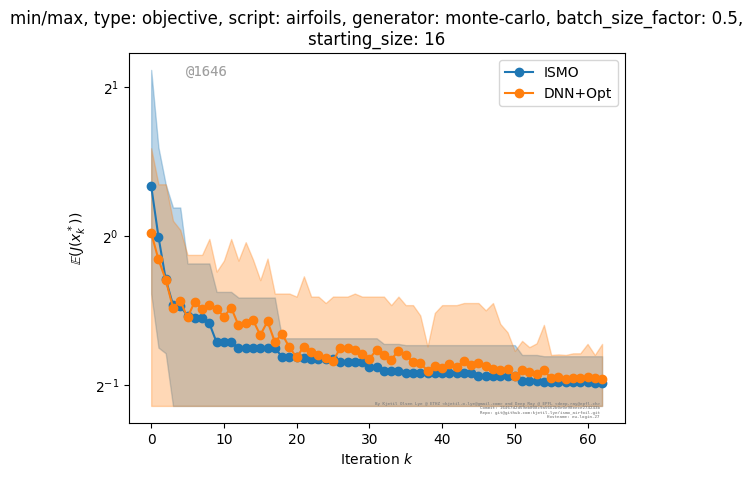 min/max, type: objective, script: airfoils, generator: monte-carlo, batch_size_factor: 0.5,
starting_size: 16
@1646
ISMO
DNN+Opt
2^1
2^0
2^-1
𝔼(J(x_k^*))
0 10 20 30 40 50 60
Iteration k